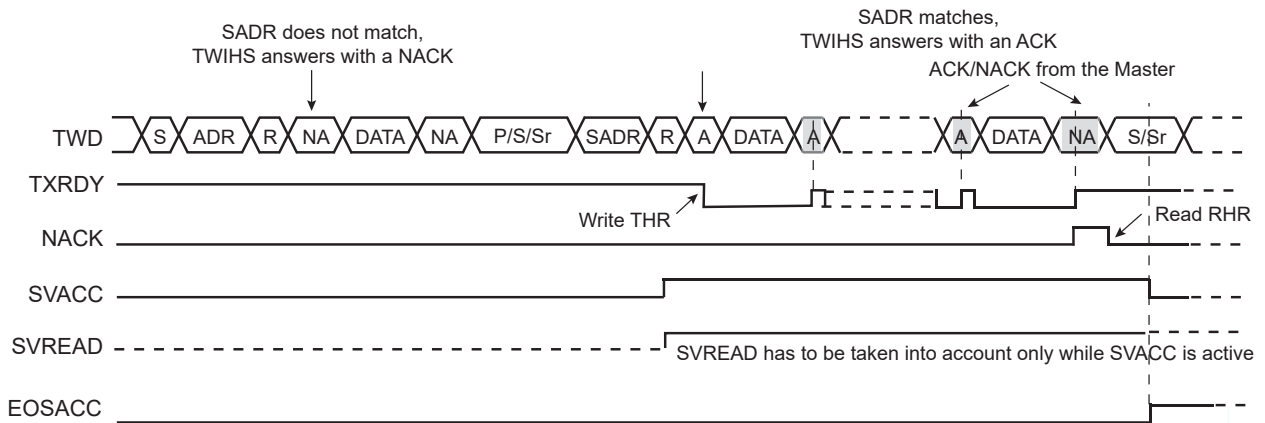 SADR does not match,
TWIHS answers with a NACK
SADR matches,
TWIHS answers with an ACK
ACK/NACK from the Master
TWD S ADR R NA DATA NA P/S/Sr SADR R A DATA A A DATA NA S/Sr
TXRDY
Write THR
Read RHR
NACK
SVACC
SVREAD
SVREAD has to be taken into account only while SVACC is active
EOSACC